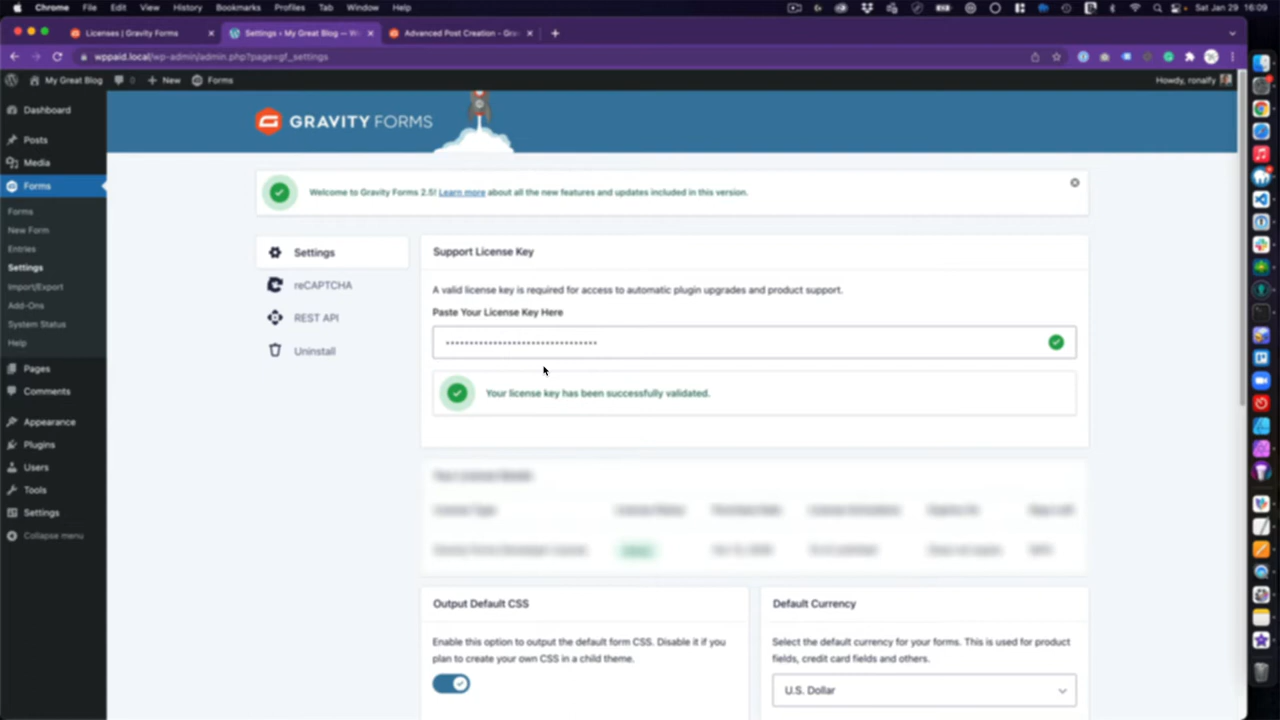 Chrome File Edit View History Bookmarks Profiles Tab Window Help
Sat Jan 29 16:09
Licenses | Gravity Forms
Settings ‹ My Great Blog — W
Advanced Post Creation - Gra
wppaid.local/wp-admin/admin.php?page=gf_settings
My Great Blog 0 New Forms
Howdy, ronalfy
Dashboard
Posts
Media
Forms
Forms
New Form
Entries
Settings
Import/Export
Add-Ons
System Status
Help
Pages
Comments
Appearance
Plugins
Users
Tools
Settings
Collapse menu
GRAVITY FORMS
Welcome to Gravity Forms 2.5! Learn more about all the new features and updates included in this version.
Settings
reCAPTCHA
REST API
Uninstall
Support License Key
A valid license key is required for access to automatic plugin upgrades and product support.
Paste Your License Key Here
Your license key has been successfully validated.
Output Default CSS
Enable this option to output the default form CSS. Disable it if you
plan to create your own CSS in a child theme.
Default Currency
Select the default currency for your forms. This is used for product
fields, credit card fields and others.
U.S. Dollar